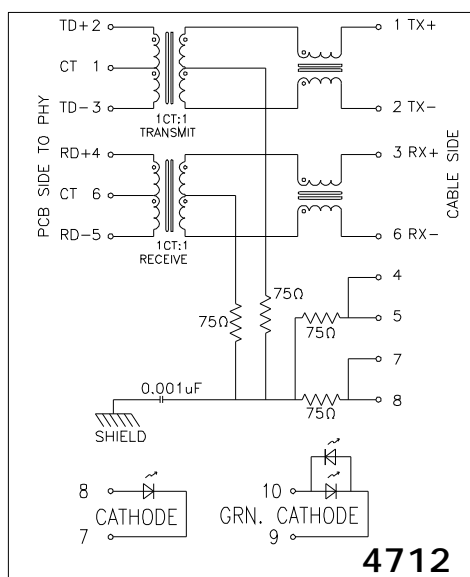 TD+ 2
1 TX+
CT 1
TD- 3
2 TX-
1CT:1
TRANSMIT
PCB SIDE TO PHY
CABLE SIDE
RD+ 4
3 RX+
CT 6
RD- 5
6 RX-
1CT:1
RECEIVE
4
75Ω
75Ω
5
75Ω
7
0.001uF
8
75Ω
SHIELD
8
10
CATHODE
GRN. CATHODE
7
9
4712